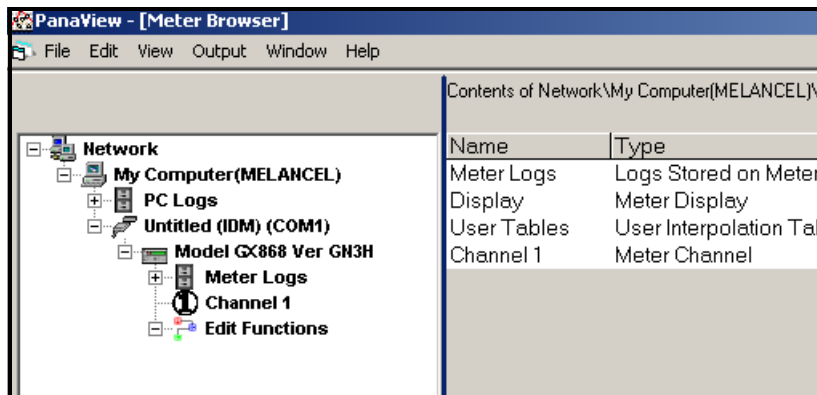 PanaView - [Meter Browser]
File Edit View Output Window Help
Contents of Network\My Computer(MELANCEL)\
Network
My Computer(MELANCEL)
PC Logs
Untitled (IDM) (COM1)
Model GX868 Ver GN3H
Meter Logs
1 Channel 1
Edit Functions
Name Type
Meter Logs Logs Stored on Meter
Display Meter Display
User Tables User Interpolation
Channel 1 Meter Channel